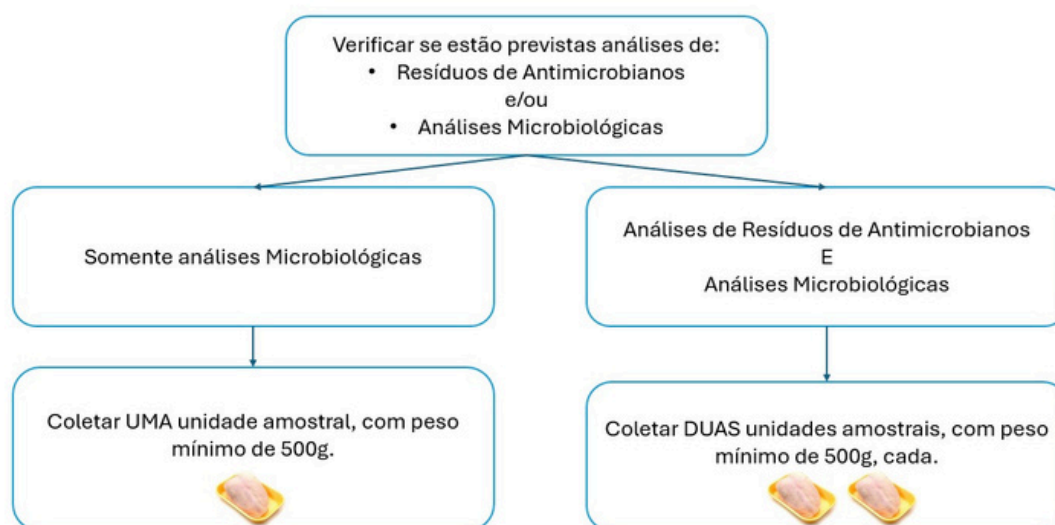 Verificar se estão previstas análises de:
• Resíduos de Antimicrobianos
e/ou
• Análises Microbiológicas
Somente análises Microbiológicas
Análises de Resíduos de Antimicrobianos
E
Análises Microbiológicas
Coletar UMA unidade amostral, com peso
mínimo de 500g.
Coletar DUAS unidades amostrais, com peso
mínimo de 500g, cada.